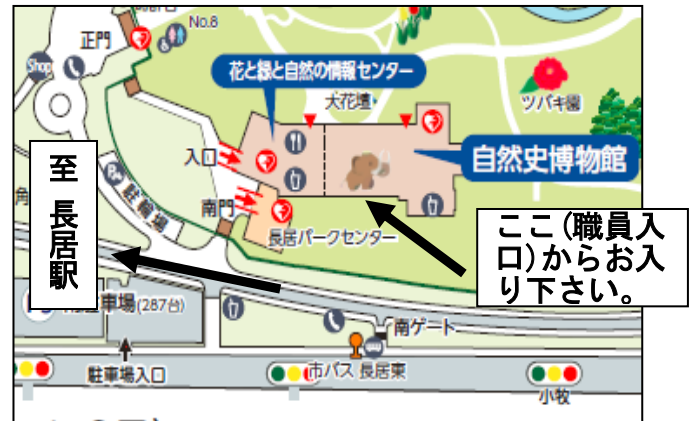 No.8
正門
Shop
花と緑と自然の情報センター
大花壇
ツバキ園
入口
自然史博物館
至 長居駅
角
駐輪場
南門
長居パークセンター
ここ(職員入
口)からお入
り下さい。
車場(287台)
南ゲート
駐車場入口
市バス 長居東
小牧